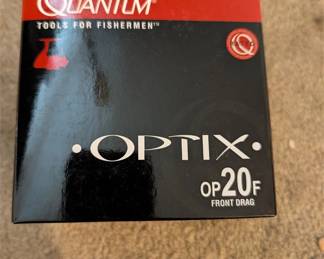 QUANTUM®
TOOLS FOR FISHERMEN™
Q
•OPTIX•
OP20F
FRONT DRAG